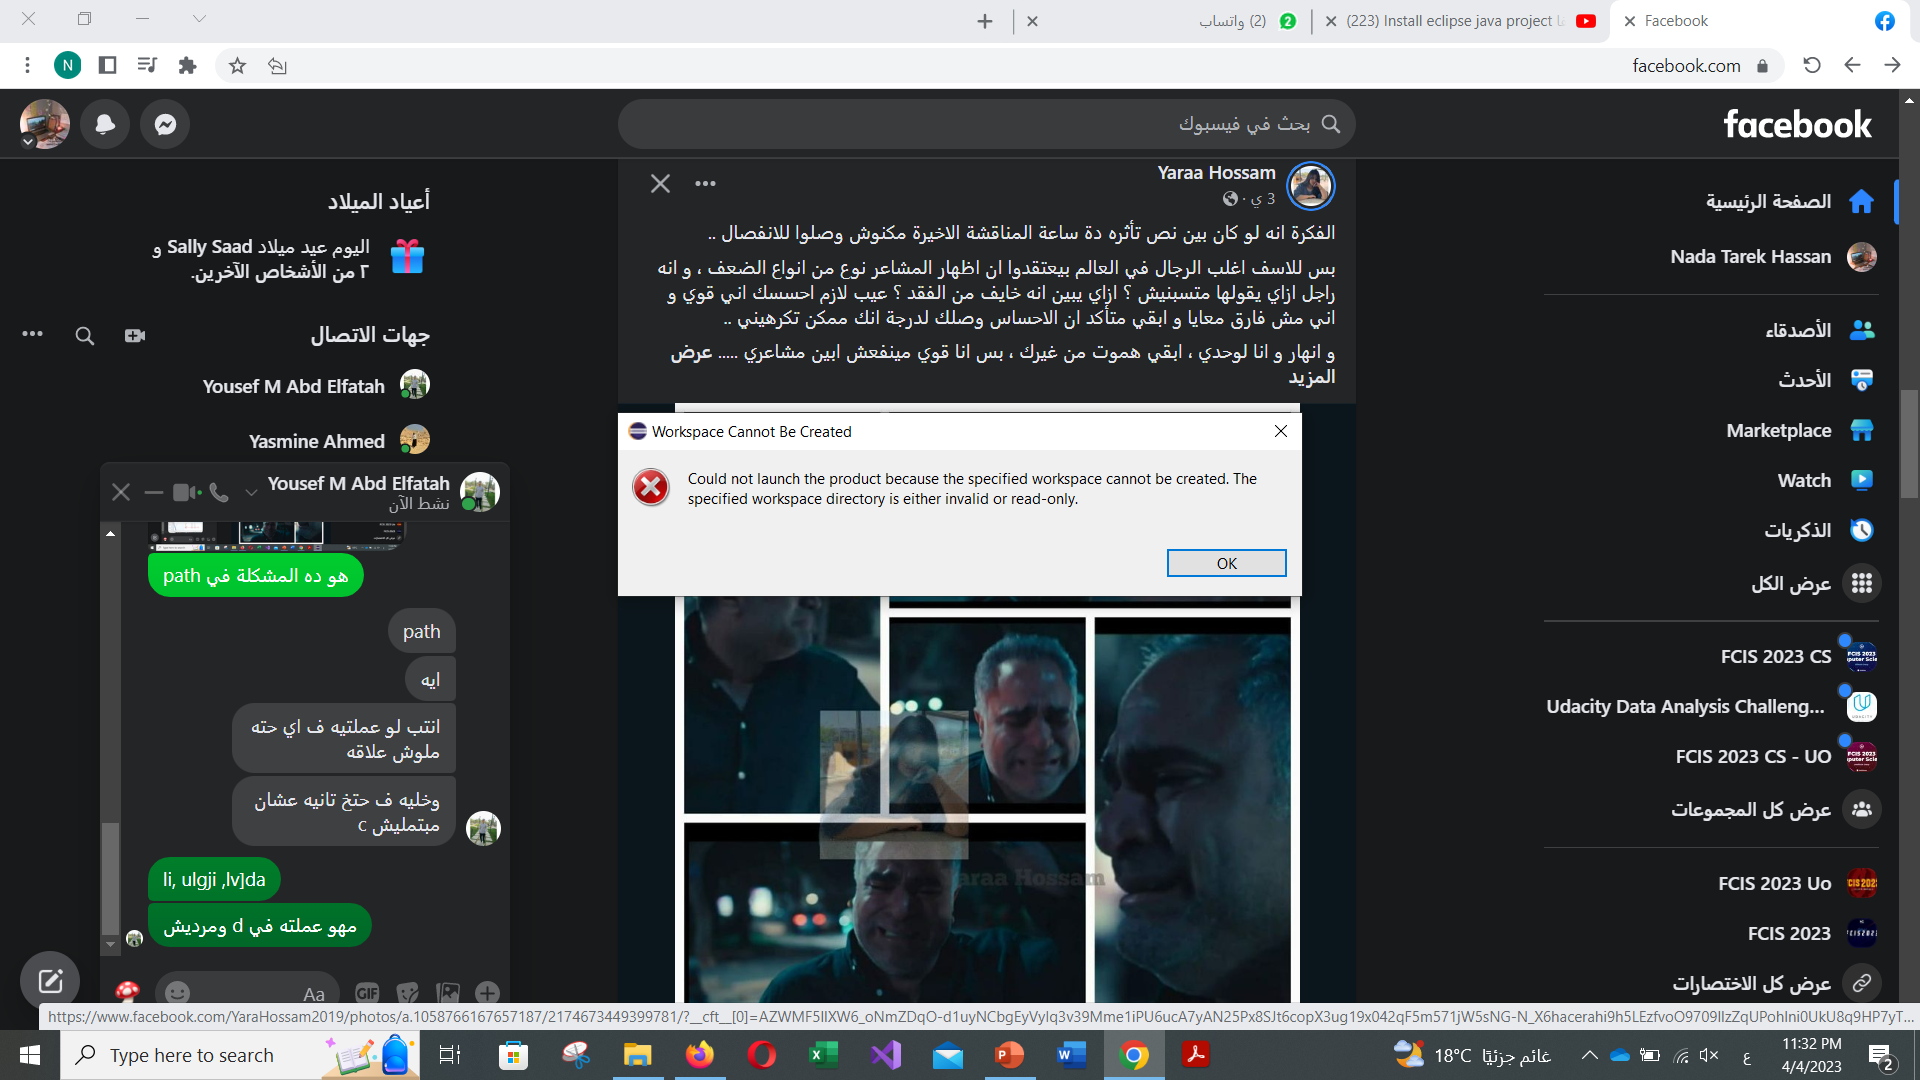 Facebook
(223) Install eclipse java project
(2) واتساب
2
N
facebook.com
بحث في فيسبوك
facebook
أعياد الميلاد
اليوم عيد ميلاد Sally Saad و
٢ من الأشخاص الآخرين.
جهات الاتصال
Yousef M Abd Elfatah
Yasmine Ahmed
Yaraa Hossam
3 ي ·
الفكرة انه لو كان بين نص تأثره دة ساعة المناقشة الاخيرة مكنوش وصلوا للانفصال ..
بس للاسف اغلب الرجال في العالم بيعتقدوا ان اظهار المشاعر نوع من انواع الضعف ، و انه
راجل ازاي يقولها متسبنيش ؟ ازاي يبين انه خايف من الفقد ؟ عيب لازم احسسك اني قوي و
اني مش فارق معايا و ابقي متأكد ان الاحساس وصلك لدرجة انك ممكن تكرهيني ..
و انهار و انا لوحدي ، ابقي هموت من غيرك ، بس انا قوي مينفعش ابين مشاعري ..... عرض
المزيد
Workspace Cannot Be Created
Could not launch the product because the specified workspace cannot be created. The
specified workspace directory is either invalid or read-only.
OK
Yaraa Hossam
الصفحة الرئيسية
Nada Tarek Hassan
الأصدقاء
الأحدث
Marketplace
Watch
الذكريات
عرض الكل
FCIS 2023 CS
Udacity Data Analysis Challeng...
FCIS 2023 CS - UO
عرض كل المجموعات
FCIS 2023 Uo
FCIS 2023
عرض كل الاختصارات
Yousef M Abd Elfatah
نشط الآن
هو ده المشكلة في path
path
ايه
انتب لو عملتيه ف اي حته
ملوش علاقه
وخليه ف حتخ تانيه عشان
مبتمليش c
li, ulgji ,lv]da
مهو عملته في d ومرديش
Aa
GIF
https://www.facebook.com/YaraHossam2019/photos/a.1058766167657187/2174673449399781/?__cft__[0]=AZWMF5IIXW6_oNmZDqO-d1uyNCbgEyVyIq3v39Mme1iPU6ucA7yAN25Px8SJt6copX3ug19x042qF5m571jW5sNG-N_X6hacerahi9h5LEzfvoO9709IIzZqUPohIni0UkU8q9HP7yT...
Type here to search
18°C غائم جزئيًا
ع
11:32 PM
4/4/2023
2